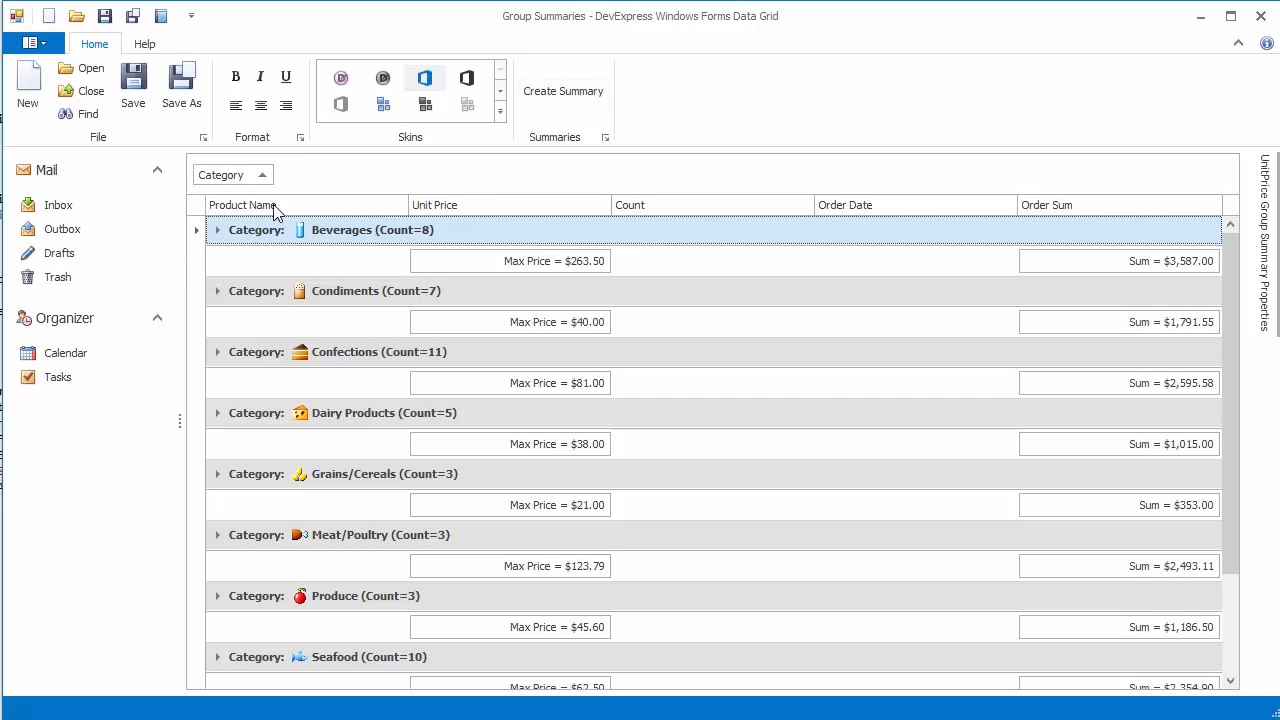 Group Summaries - DevExpress Windows Forms Data Grid
Home Help
New
Open
Close
Find
Save
Save As
File
B I U
Format
Skins
Create Summary
Summaries
Mail
Inbox
Outbox
Drafts
Trash
Organizer
Calendar
Tasks
Category
Product Name Unit Price Count Order Date Order Sum
Category: Beverages (Count=8)
Max Price = $263.50 Sum = $3,587.00
Category: Condiments (Count=7)
Max Price = $40.00 Sum = $1,791.55
Category: Confections (Count=11)
Max Price = $81.00 Sum = $2,595.58
Category: Dairy Products (Count=5)
Max Price = $38.00 Sum = $1,015.00
Category: Grains/Cereals (Count=3)
Max Price = $21.00 Sum = $353.00
Category: Meat/Poultry (Count=3)
Max Price = $123.79 Sum = $2,493.11
Category: Produce (Count=3)
Max Price = $45.60 Sum = $1,186.50
Category: Seafood (Count=10)
Max Price = $62.50 Sum = $2,354.90
UnitPrice Group Summary Properties